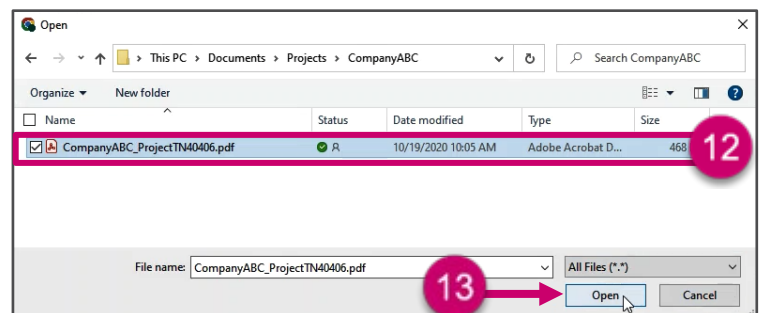 Open
This PC > Documents > Projects > CompanyABC Search CompanyABC
Organize New folder
Name Status Date modified Type Size
CompanyABC_ProjectTN40406.pdf 10/19/2020 10:05 AM Adobe Acrobat D... 468 12
File name: CompanyABC_ProjectTN40406.pdf All Files (*.*)
13 Open Cancel